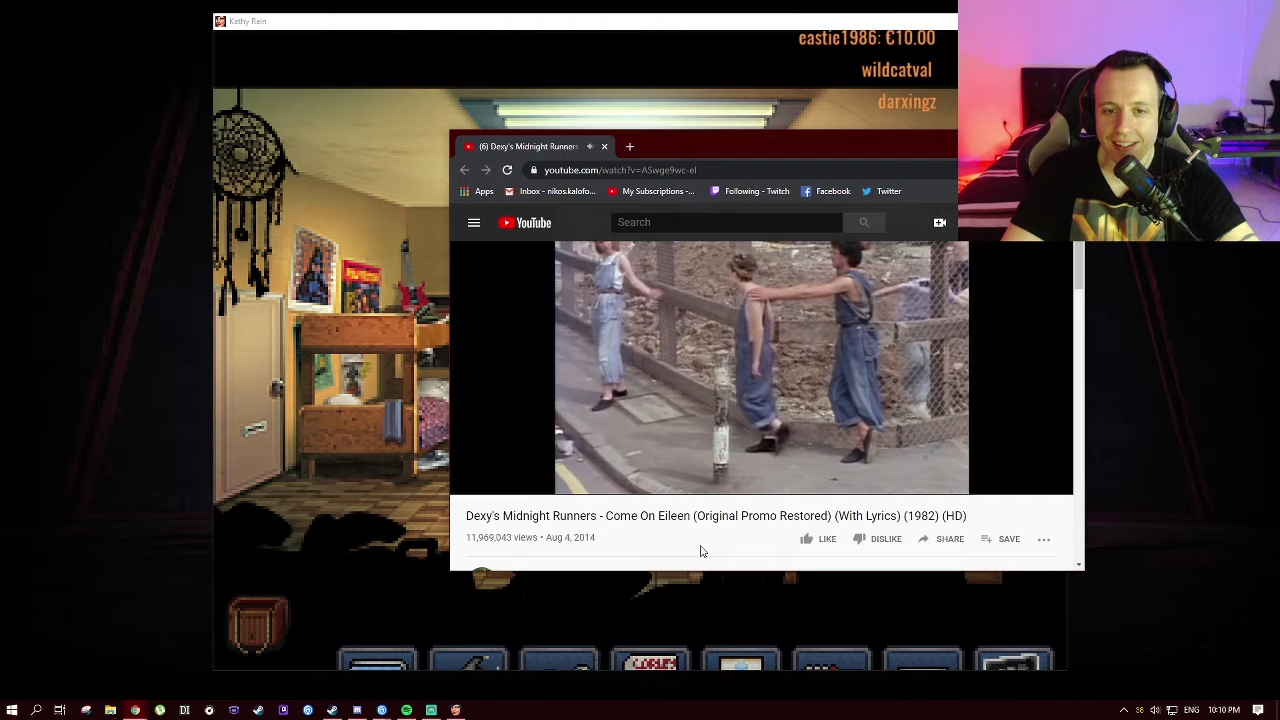 Kathy Rain
eastie1986: €10.00
wildcatval
darxingz
(6) Dexy's Midnight Runners
youtube.com/watch?v=ASwge9wc-eI
Apps
Inbox - nikos.kalofo...
My Subscriptions -...
Following - Twitch
Facebook
Twitter
YouTube
Search
Dexy's Midnight Runners - Come On Eileen (Original Promo Restored) (With Lyrics) (1982) (HD)
11,969,043 views • Aug 4, 2014
LIKE
DISLIKE
SHARE
SAVE
38
10:10 PM